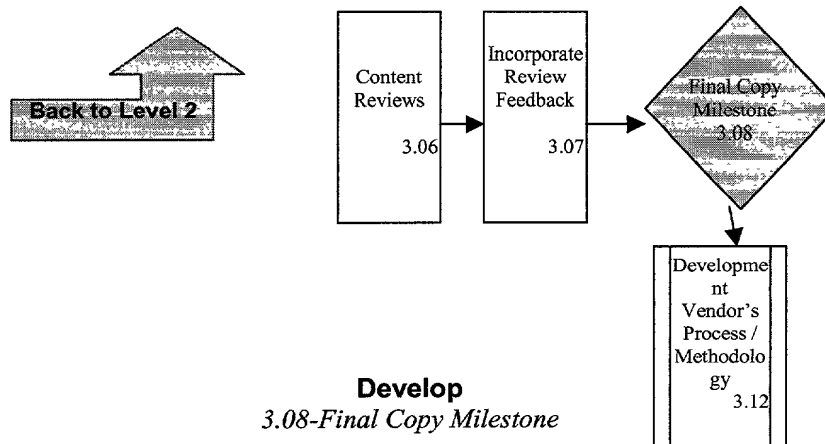 Back to Level 2
Content
Reviews
3.06
Incorporate
Review
Feedback
3.07
Final Copy
Milestone
3.08
Developme
nt
Vendor's
Process /
Methodolo
gy
3.12
Develop
3.08-Final Copy Milestone